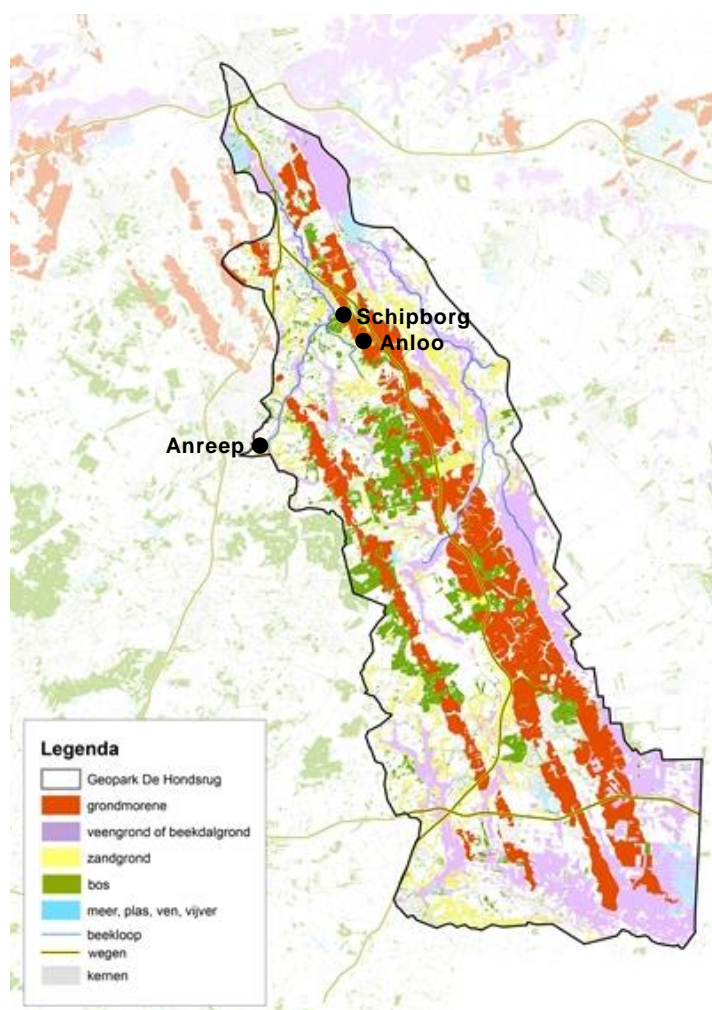 Schipborg
Anloo
Anreep
Legenda
Geopark De Hondsrug
grondmorene
veengrond of beekdalgrond
zandgrond
bos
meer, plas, ven, vijver
beekloop
wegen
kernen